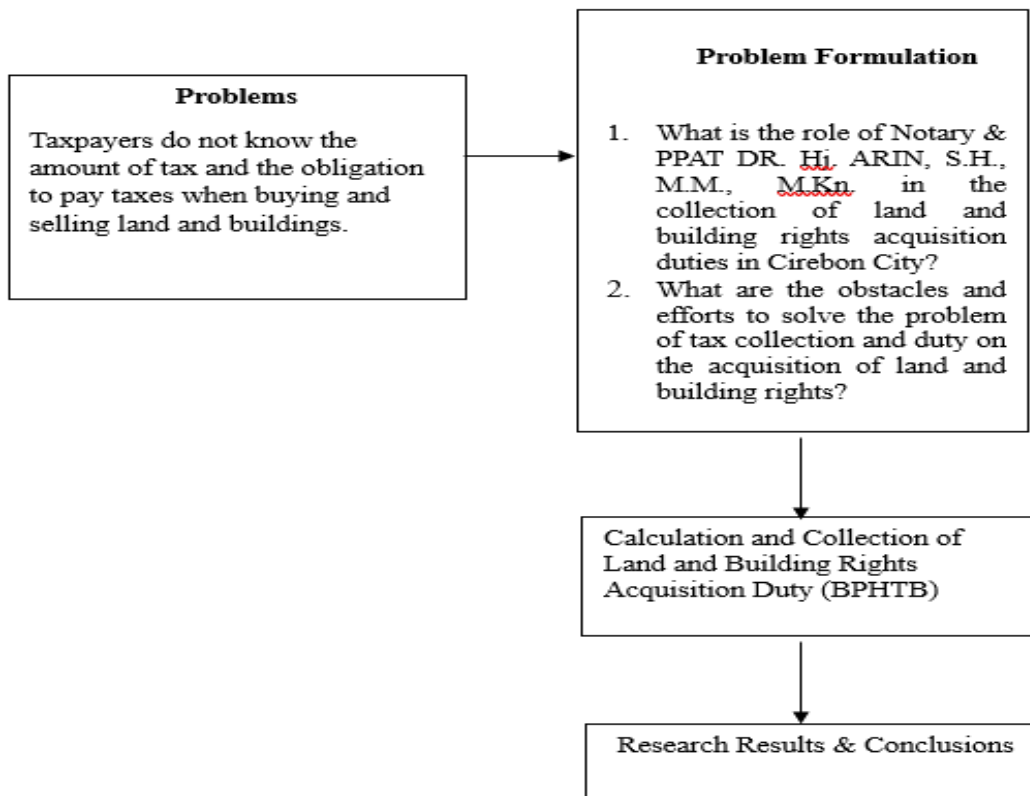 Problems
Taxpayers do not know the
amount of tax and the obligation
to pay taxes when buying and
selling land and buildings.
Problem Formulation
1. What is the role of Notary &
PPAT DR. Hj. ARIN, S.H.,
M.M., M.Kn. in the
collection of land and
building rights acquisition
duties in Cirebon City?
2. What are the obstacles and
efforts to solve the problem
of tax collection and duty on
the acquisition of land and
building rights?
Calculation and Collection of
Land and Building Rights
Acquisition Duty (BPHTB)
Research Results & Conclusions